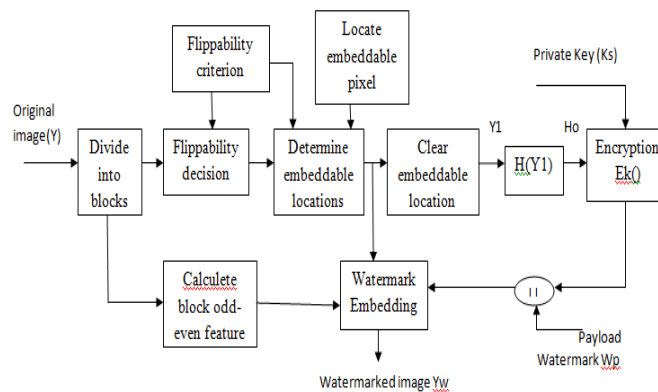 Flippability
criterion
Locate
embeddable
pixel
Private Key (Ks)
Original
image(Y)
Divide
into
blocks
Flippability
decision
Determine
embeddable
locations
Clear
embeddable
location
Y1
H(Y1)
Ho
Encryption
Ek()
Calculete
block odd-
even feature
Watermark
Embedding
||
Payload
Watermark Wp
Watermarked image Yw